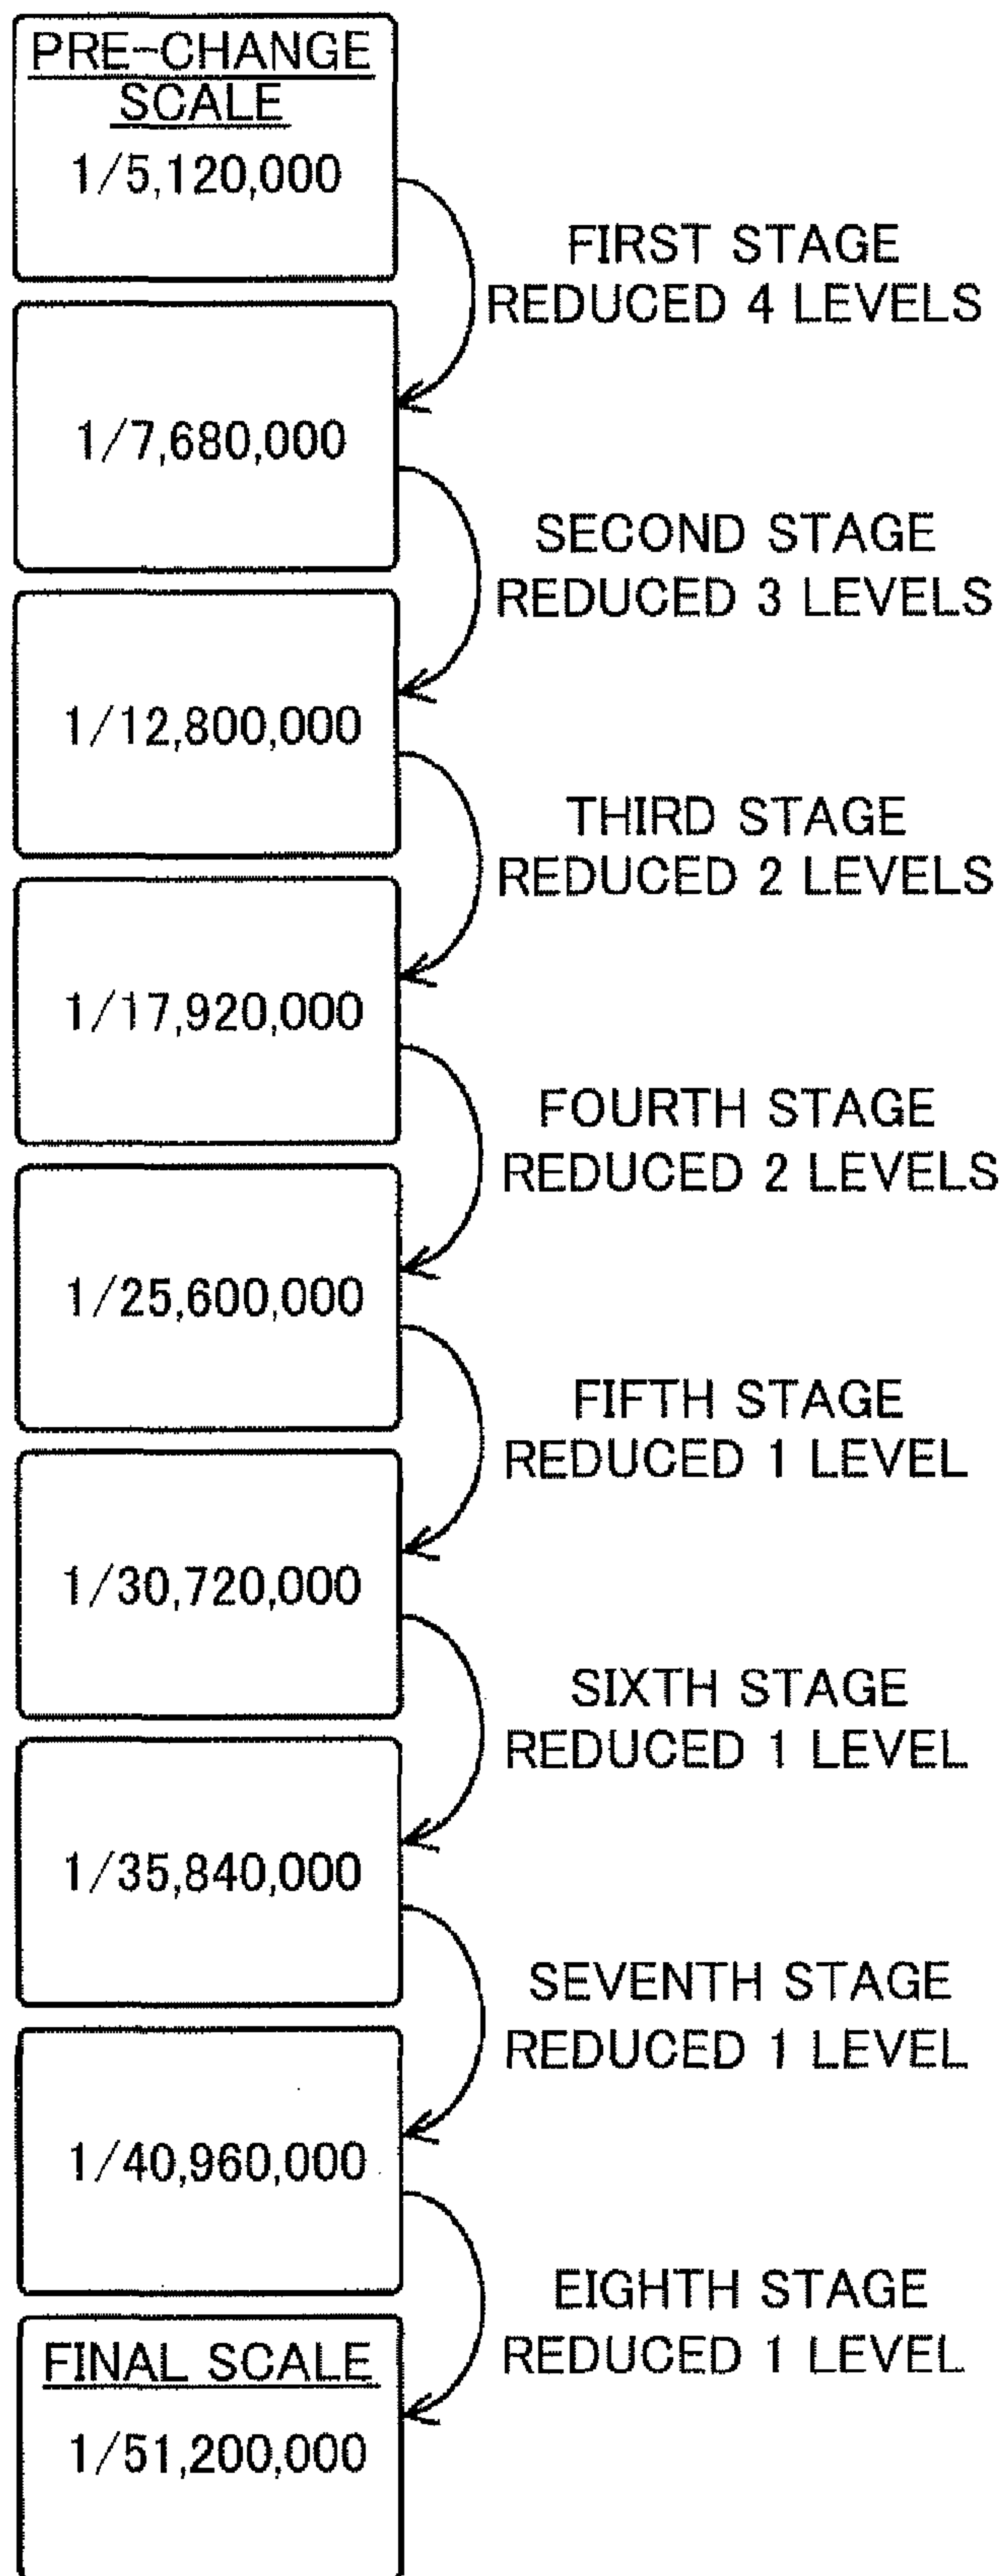 PRE-CHANGE
SCALE
1/5,120,000
FIRST STAGE
REDUCED 4 LEVELS
1/7,680,000
SECOND STAGE
REDUCED 3 LEVELS
1/12,800,000
THIRD STAGE
REDUCED 2 LEVELS
1/17,920,000
FOURTH STAGE
REDUCED 2 LEVELS
1/25,600,000
FIFTH STAGE
REDUCED 1 LEVEL
1/30,720,000
SIXTH STAGE
REDUCED 1 LEVEL
1/35,840,000
SEVENTH STAGE
REDUCED 1 LEVEL
1/40,960,000
EIGHTH STAGE
REDUCED 1 LEVEL
FINAL SCALE
1/51,200,000